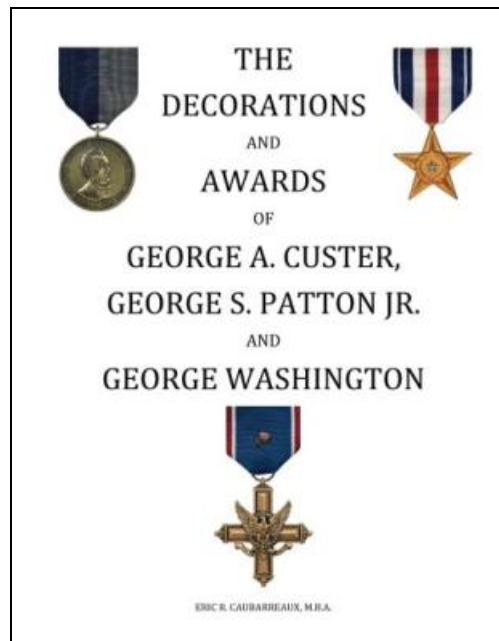 THE
DECORATIONS
AND
AWARDS
OF
GEORGE A. CUSTER,
GEORGE S. PATTON JR.
AND
GEORGE WASHINGTON
ERIC R. CAUBARREAUX, M.H.A.